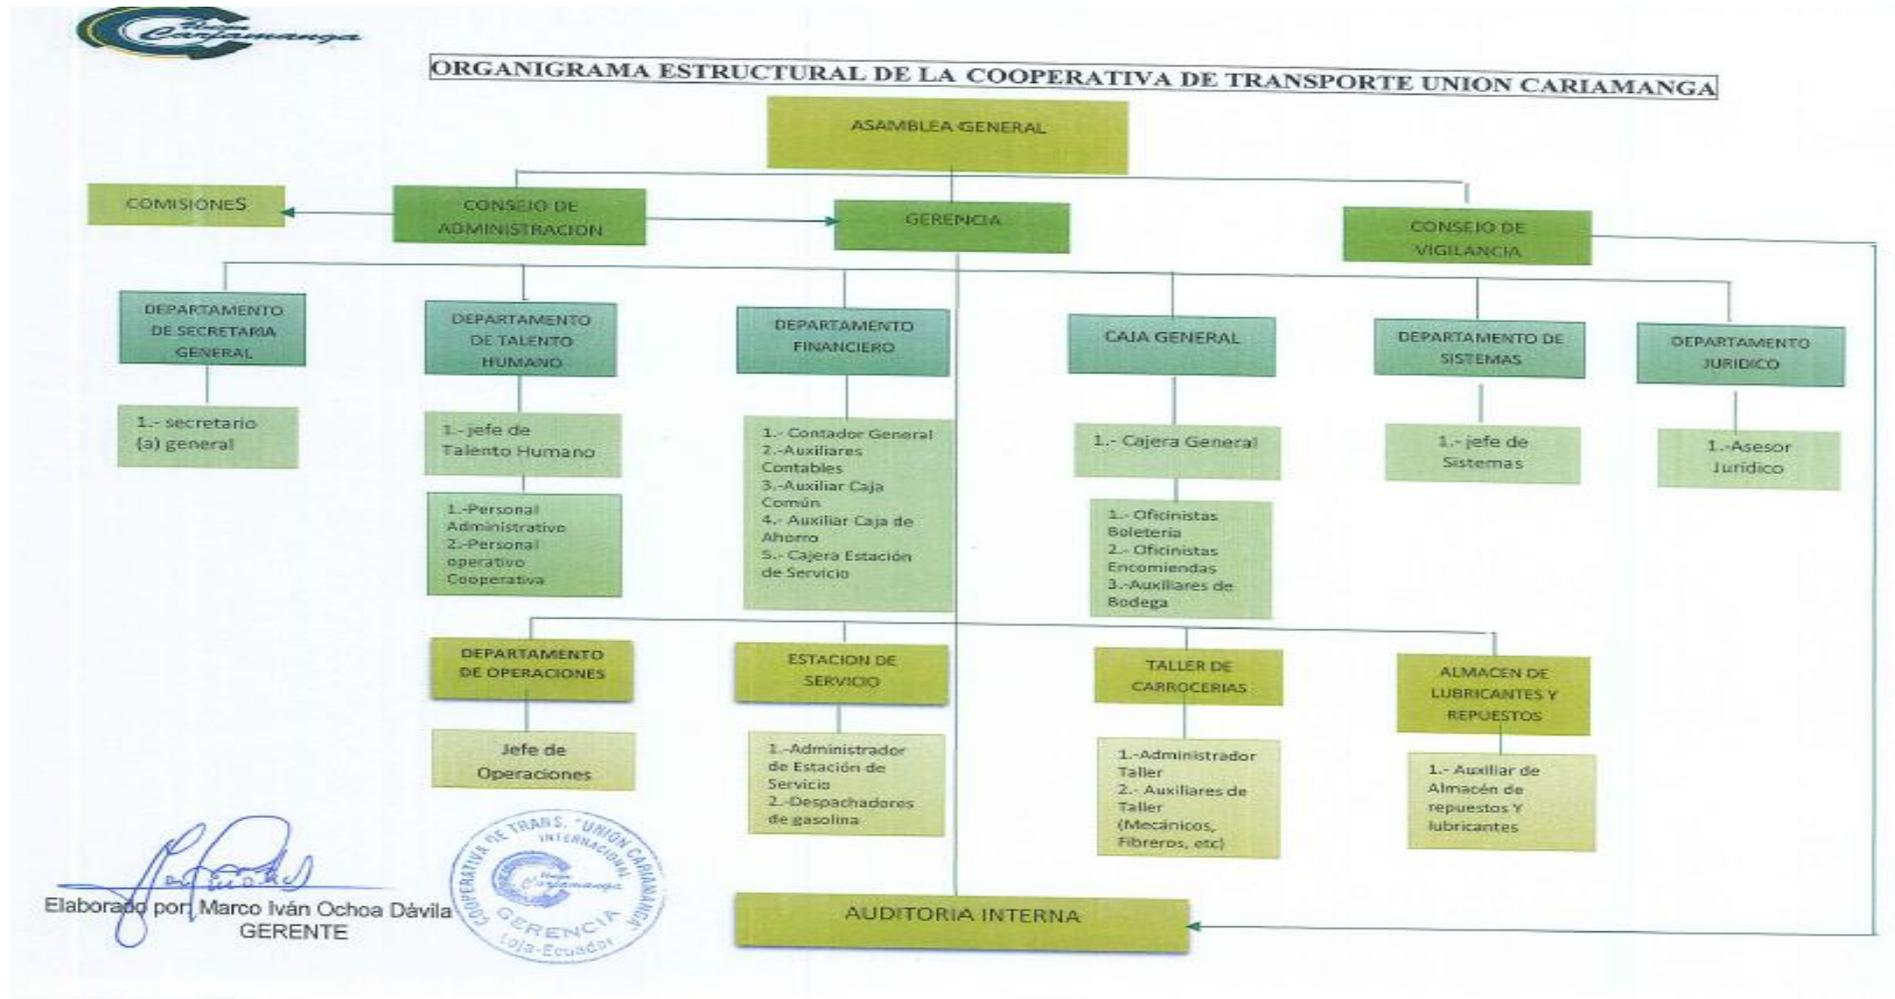 Unión
Cariamanga
ORGANIGRAMA ESTRUCTURAL DE LA COOPERATIVA DE TRANSPORTE UNION CARIAMANGA
ASAMBLEA GENERAL
COMISIONES
CONSEJO DE
ADMINISTRACION
GERENCIA
CONSEJO DE
VIGILANCIA
DEPARTAMENTO
DE SECRETARIA
GENERAL
DEPARTAMENTO
DE TALENTO
HUMANO
DEPARTAMENTO
FINANCIERO
CAJA GENERAL
DEPARTAMENTO DE
SISTEMAS
DEPARTAMENTO
JURIDICO
1.- secretario
(a) general
1.- jefe de
Talento Humano
1.- Contador General
2.-Auxiliares
Contables
3.-Auxiliar Caja
Común
4.- Auxiliar Caja de
Ahorro
5.- Cajera Estación
de Servicio
1.- Cajera General
1.- jefe de
Sistemas
1.-Asesor
Jurídico
1.-Personal
Administrativo
2.-Personal
operativo
Cooperativa
1.- Oficinistas
Boletería
2.- Oficinistas
Encomiendas
3.-Auxiliares de
Bodega
DEPARTAMENTO
DE OPERACIONES
ESTACION DE
SERVICIO
TALLER DE
CARROCERIAS
ALMACEN DE
LUBRICANTES Y
REPUESTOS
Jefe de
Operaciones
1.-Administrador
de Estación de
Servicio
2.-Despachadores
de gasolina
1.-Administrador
Taller
2.- Auxiliares de
Taller
(Mecánicos,
Fibreros, etc)
1.- Auxiliar de
Almacén de
repuestos Y
lubricantes
AUDITORIA INTERNA
Elaborado por: Marco Iván Ochoa Dávila
GERENTE
COOPERATIVA DE TRANS. "UNION CARIAMANGA"
INTERNACIONAL
Unión
Cariamanga
GERENCIA
Loja-Ecuador